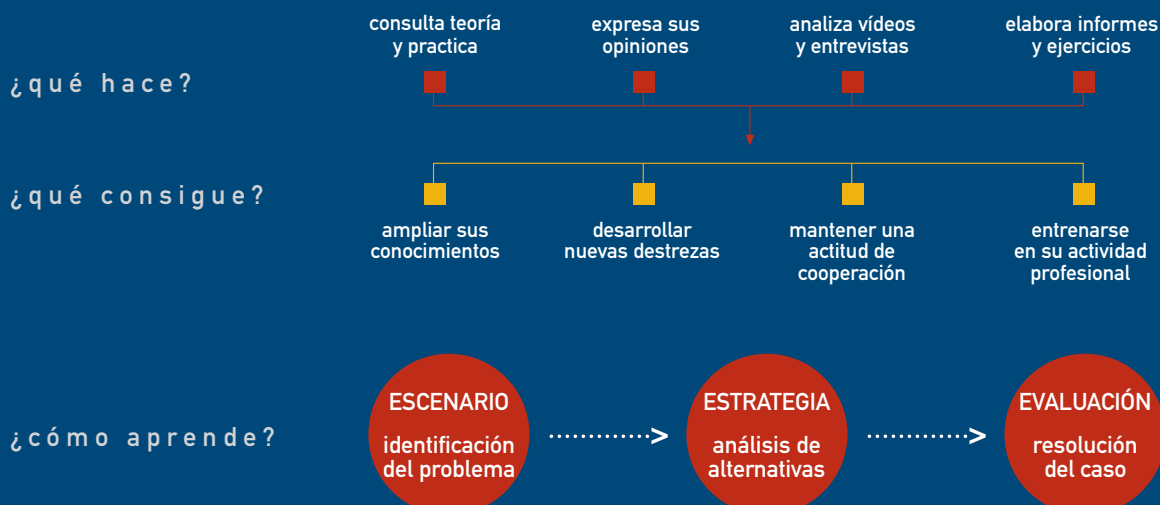 consulta teoría
y practica
expresa sus
opiniones
analiza vídeos
y entrevistas
elabora informes
y ejercicios
¿qué hace?
¿qué consigue?
ampliar sus
conocimientos
desarrollar
nuevas destrezas
mantener una
actitud de
cooperación
entrenarse
en su actividad
profesional
¿cómo aprende?
ESCENARIO
identificación
del problema
ESTRATEGIA
análisis de
alternativas
EVALUACIÓN
resolución
del caso